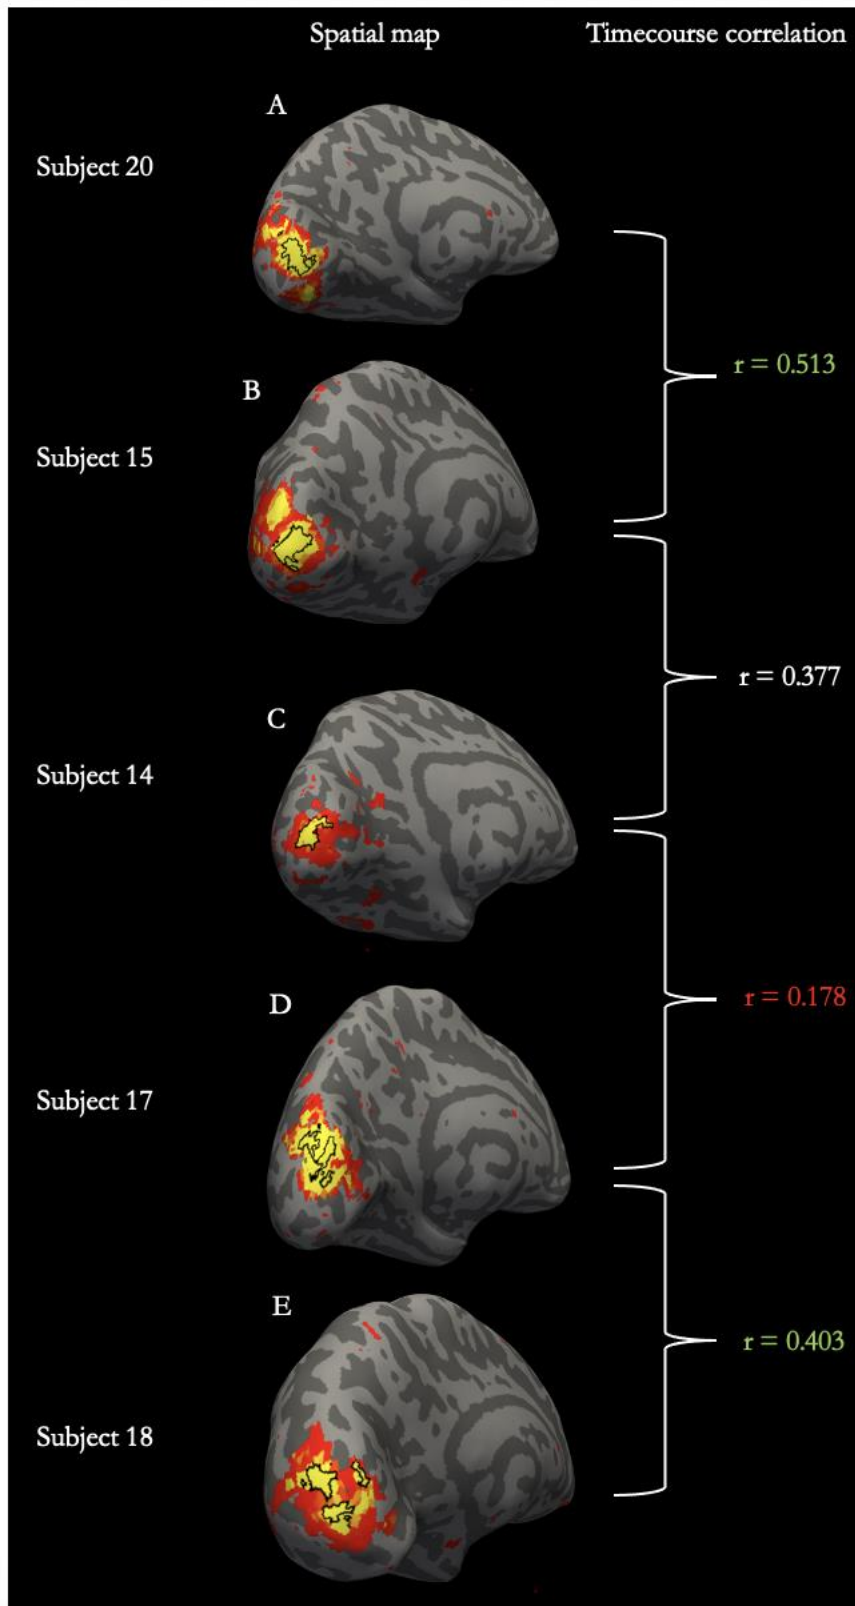 Spatial map Timecourse correlation
A
Subject 20
r = 0.513
B
Subject 15
r = 0.377
C
Subject 14
r = 0.178
D
Subject 17
E
r = 0.403
Subject 18